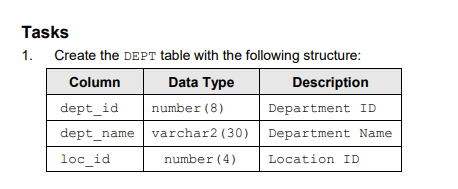 Tasks
1. Create the DEPT table with the following structure:
Column Data Type Description
dept_id number(8) Department ID
dept_name varchar2(30) Department Name
loc_id number(4) Location ID